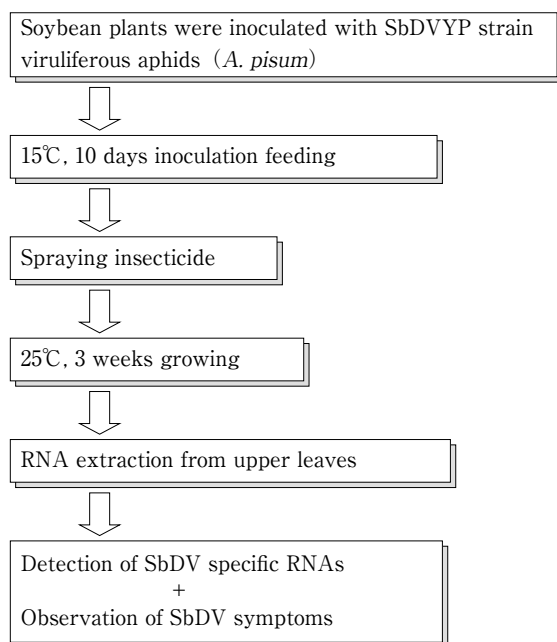 Soybean plants were inoculated with SbDVYP strain
viruliferous aphids (A. pisum)
15℃, 10 days inoculation feeding
Spraying insecticide
25℃, 3 weeks growing
RNA extraction from upper leaves
Detection of SbDV specific RNAs
+
Observation of SbDV symptoms